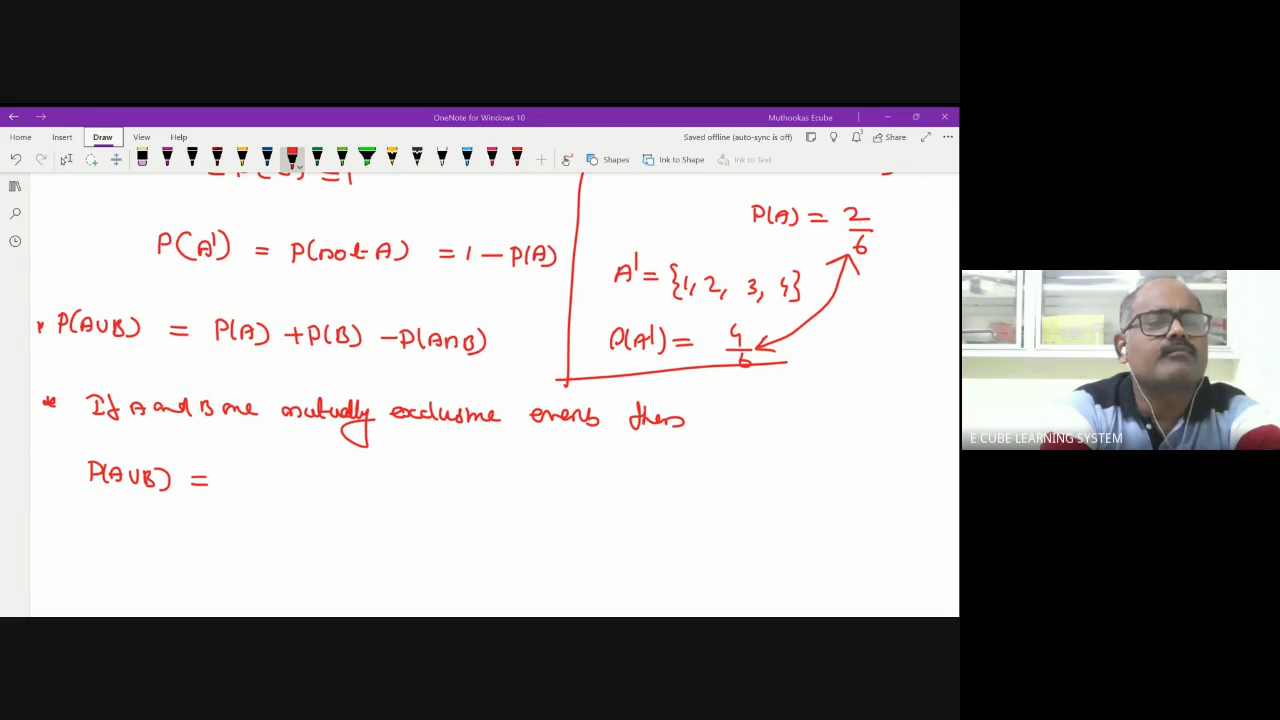 OneNote for Windows 10
Muthookas Ecube
Home Insert Draw View Help
Saved offline (auto-sync is off)
Share
Shapes
Ink to Shape
Ink to Text
P(A') = P(not A) = 1 - P(A)
* P(A∪B) = P(A) + P(B) - P(A∩B)
* If A and B are mutually exclusive events then
P(A∪B) =
P(A) = 2/6
A' = {1, 2, 3, 4}
P(A') = 4/6
E CUBE LEARNING SYSTEM